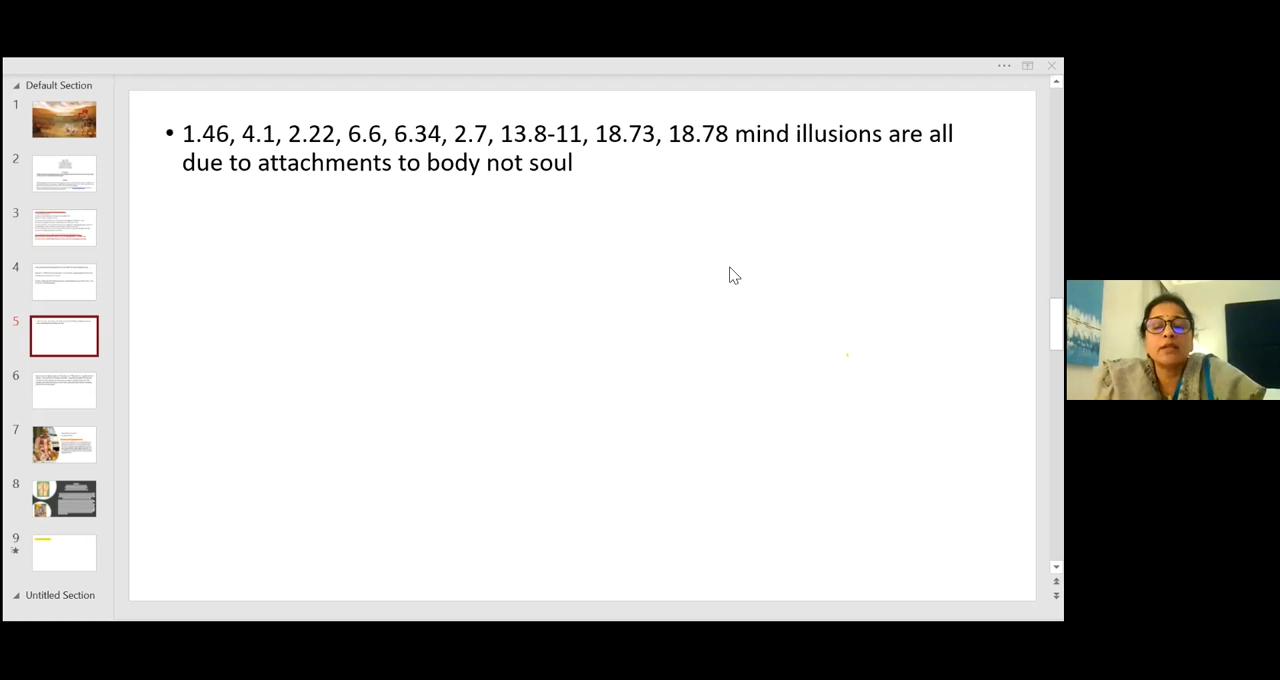 Default Section
1
2
3
4
5
6
7
8
9
Untitled Section
• 1.46, 4.1, 2.22, 6.6, 6.34, 2.7, 13.8-11, 18.73, 18.78 mind illusions are all
due to attachments to body not soul